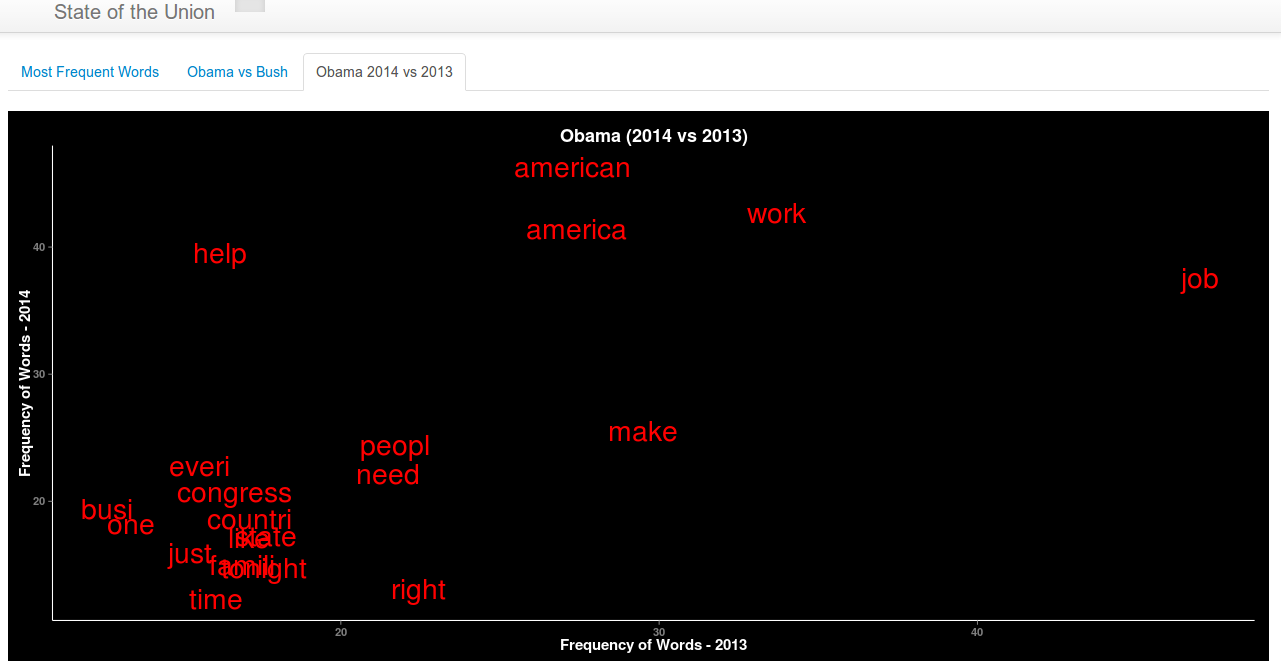 State of the Union
Most Frequent Words Obama vs Bush Obama 2014 vs 2013
Obama (2014 vs 2013)
american
work
america
40
help
job
Frequency of Words - 2014
30
make
peopl
everi
need
congress
20
busi
one
countri
like
state
just
famili
tonight
right
time
20 30 40
Frequency of Words - 2013